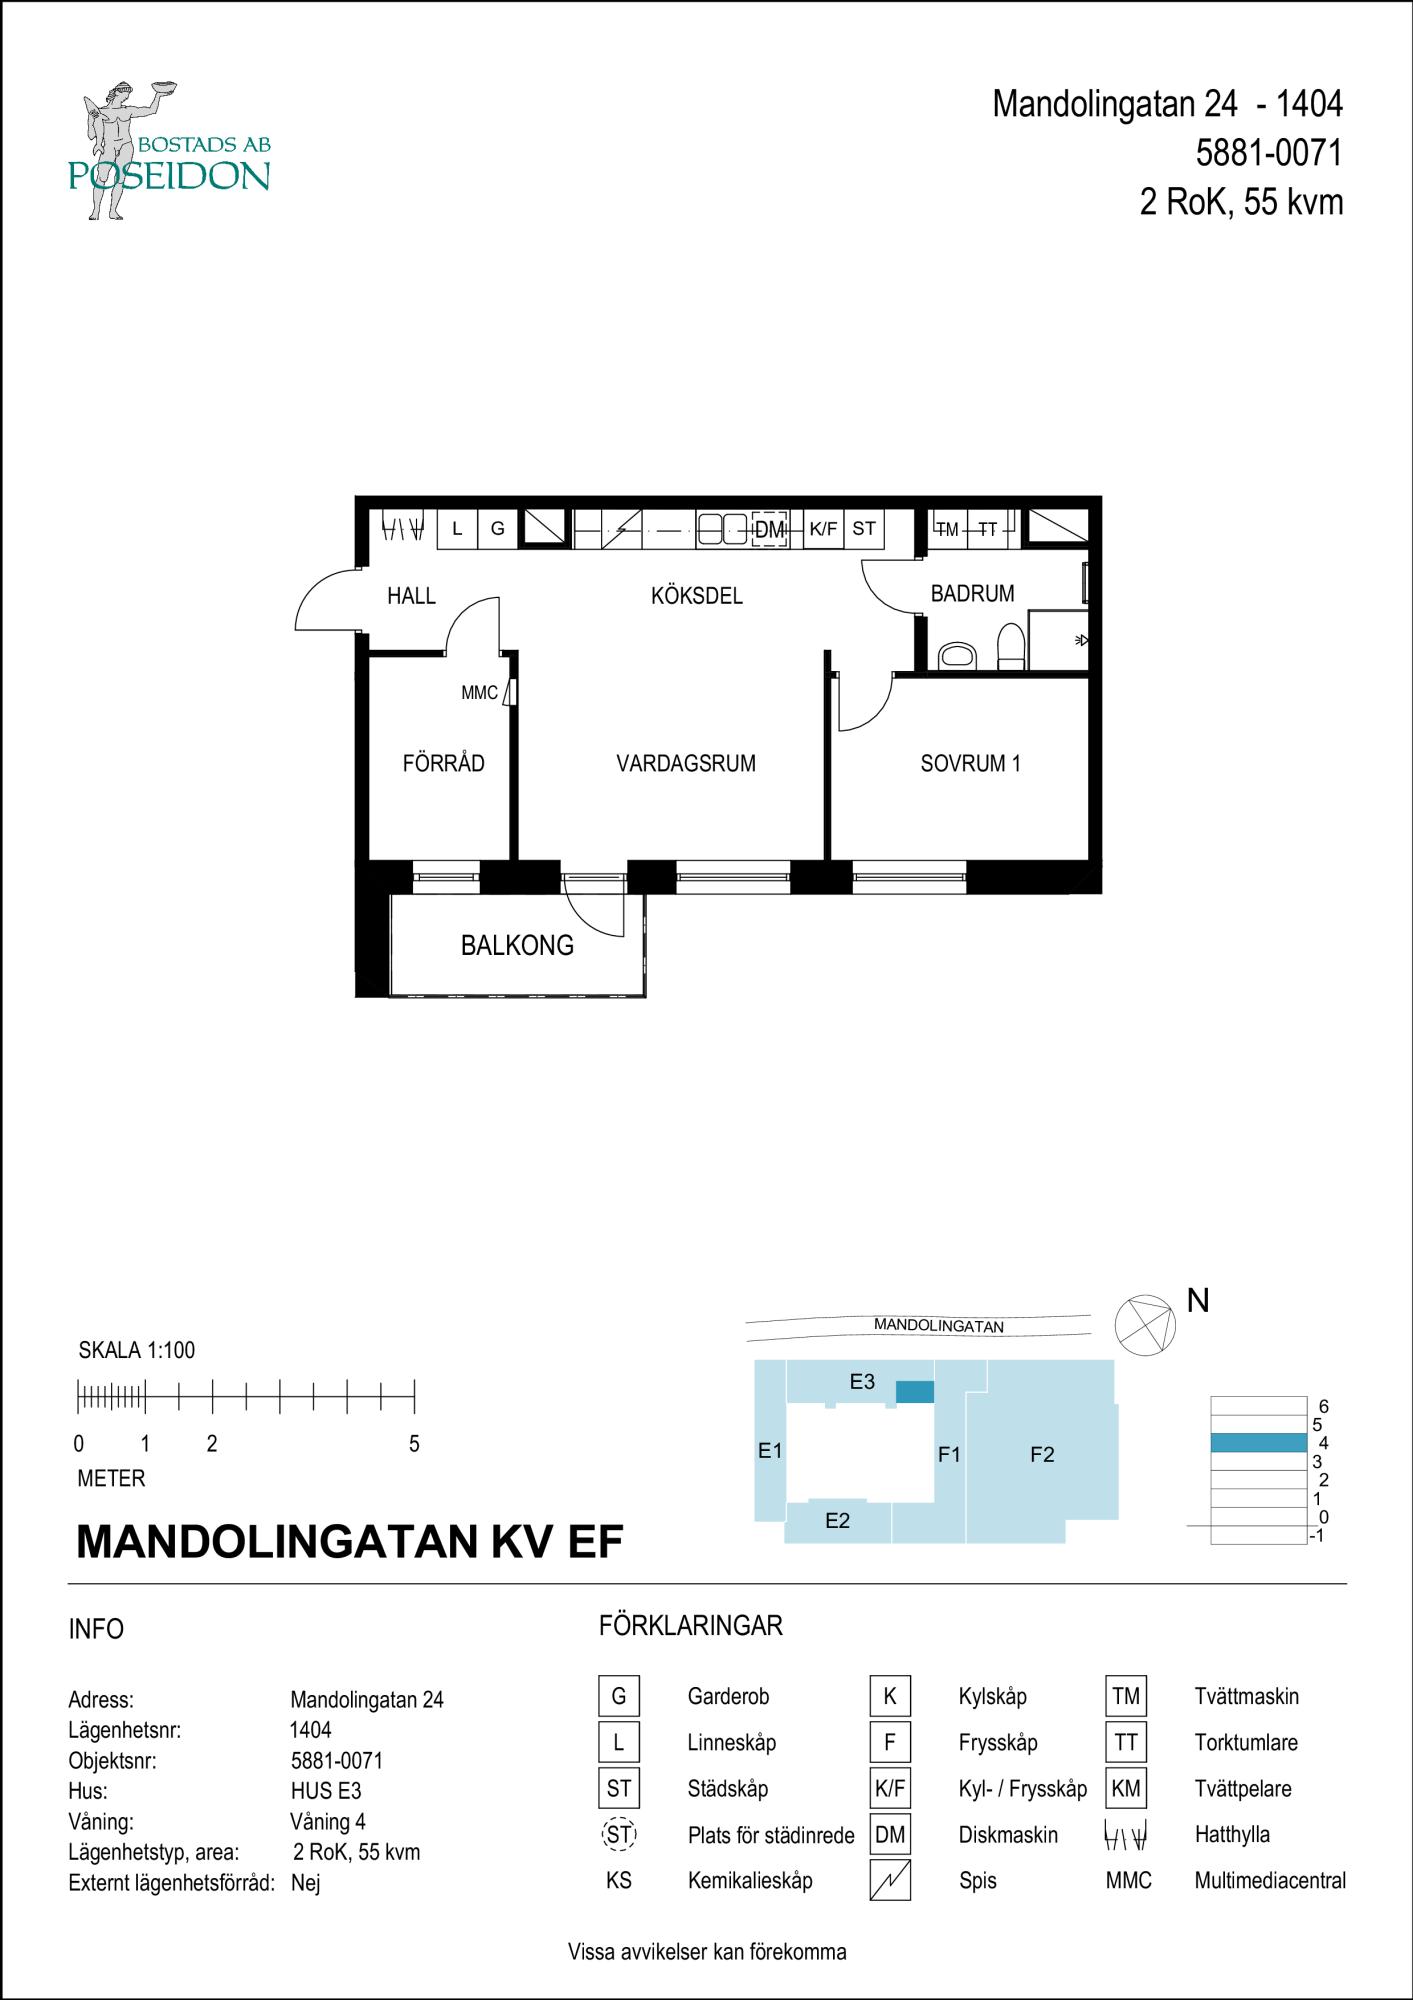 BOSTADS AB
POSEIDON
Mandolingatan 24 - 1404
5881-0071
2 RoK, 55 kvm
L
G
DM
K/F
ST
TM
TT
HALL
KÖKSDEL
BADRUM
MMC
FÖRRÅD
VARDAGSRUM
SOVRUM 1
BALKONG
SKALA 1:100
0 1 2 5
METER
MANDOLINGATAN
N
E3
E1
F1
F2
E2
6
5
4
3
2
1
0
-1
MANDOLINGATAN KV EF
INFO
Adress: Mandolingatan 24
Lägenhetsnr: 1404
Objektsnr: 5881-0071
Hus: HUS E3
Våning: Våning 4
Lägenhetstyp, area: 2 RoK, 55 kvm
Externt lägenhetsförråd: Nej
FÖRKLARINGAR
G Garderob
L Linneskåp
ST Städskåp
ST Plats för städinrede
KS Kemikalieskåp
K Kylskåp
F Frysskåp
K/F Kyl- / Frysskåp
DM Diskmaskin
Spis
TM Tvättmaskin
TT Torktumlare
KM Tvättpelare
Hatthylla
MMC Multimediacentral
Vissa avvikelser kan förekomma